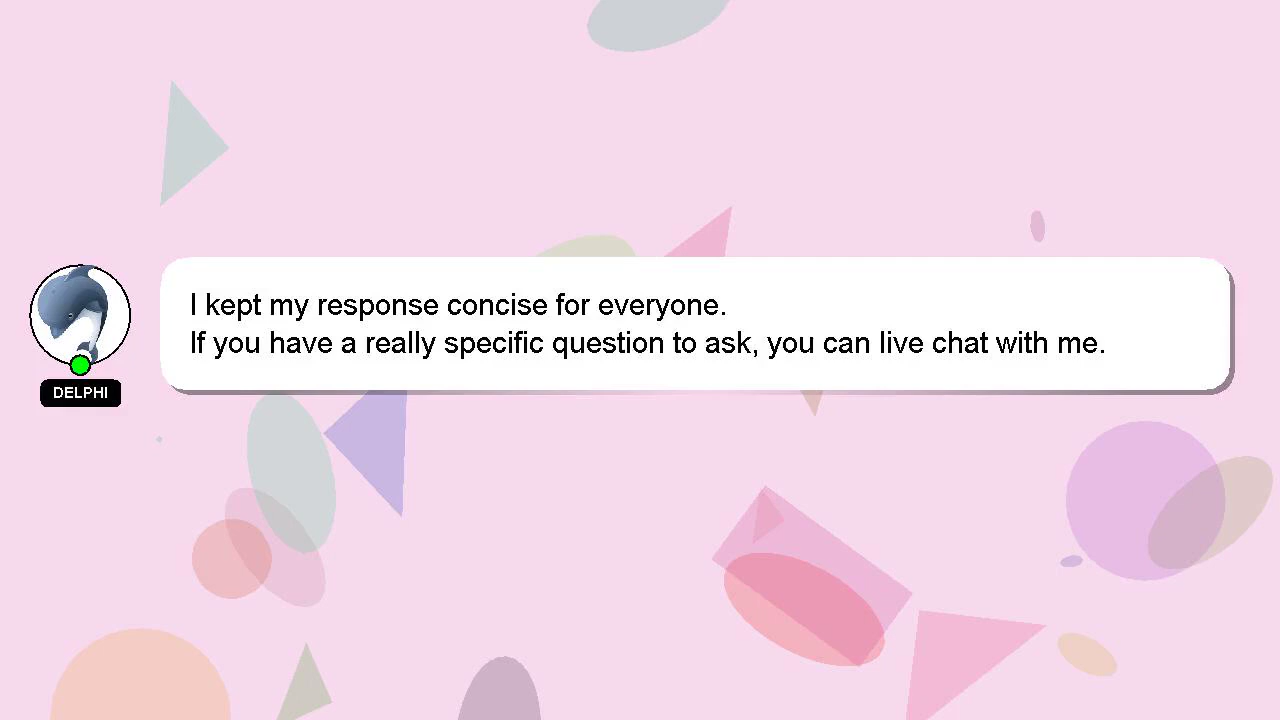 I kept my response concise for everyone.
If you have a really specific question to ask, you can live chat with me.
DELPHI